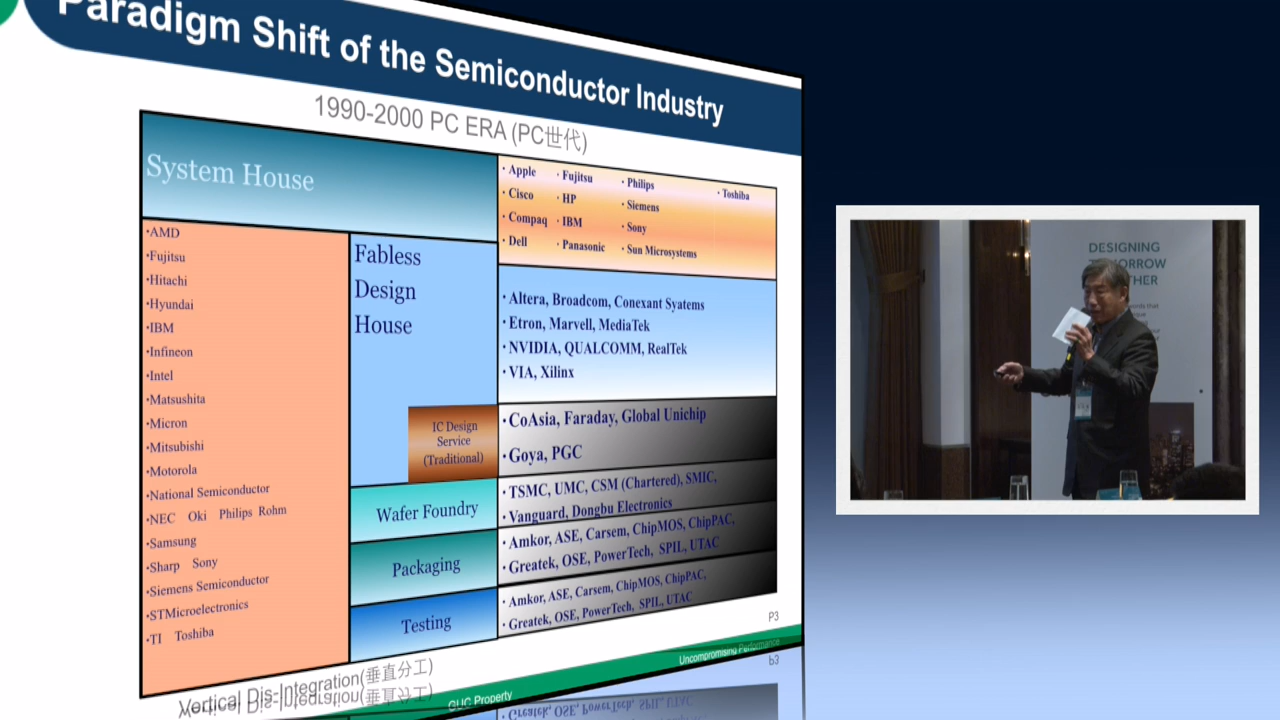 Paradigm Shift of the Semiconductor Industry
1990-2000 PC ERA (PC世代)
System House
· Apple
· Cisco
· Compaq
· Dell
· Fujitsu
· HP
· IBM
· Panasonic
· Philips
· Siemens
· Sony
· Sun Microsystems
· Toshiba
·AMD
·Fujitsu
·Hitachi
·Hyundai
·IBM
·Infineon
·Intel
·Matsushita
·Micron
·Mitsubishi
·Motorola
·National Semiconductor
·NEC Oki Philips Rohm
·Samsung
·Sharp Sony
·Siemens Semiconductor
·STMicroelectronics
·TI Toshiba
Fabless
Design
House
· Altera, Broadcom, Conexant Syatems
· Etron, Marvell, MediaTek
· NVIDIA, QUALCOMM, RealTek
· VIA, Xilinx
IC Design
Service
(Traditional)
· CoAsia, Faraday, Global Unichip
· Goya, PGC
Wafer Foundry
· TSMC, UMC, CSM (Chartered), SMIC,
· Vanguard, Dongbu Electronics
Packaging
· Amkor, ASE, Carsem, ChipMOS, ChipPAC,
· Greatek, OSE, PowerTech, SPIL, UTAC
Testing
· Amkor, ASE, Carsem, ChipMOS, ChipPAC,
· Greatek, OSE, PowerTech, SPIL, UTAC
P3
Vertical Dis-Integration(垂直分工)
GUC Property
Uncompromising Performance
DESIGNING